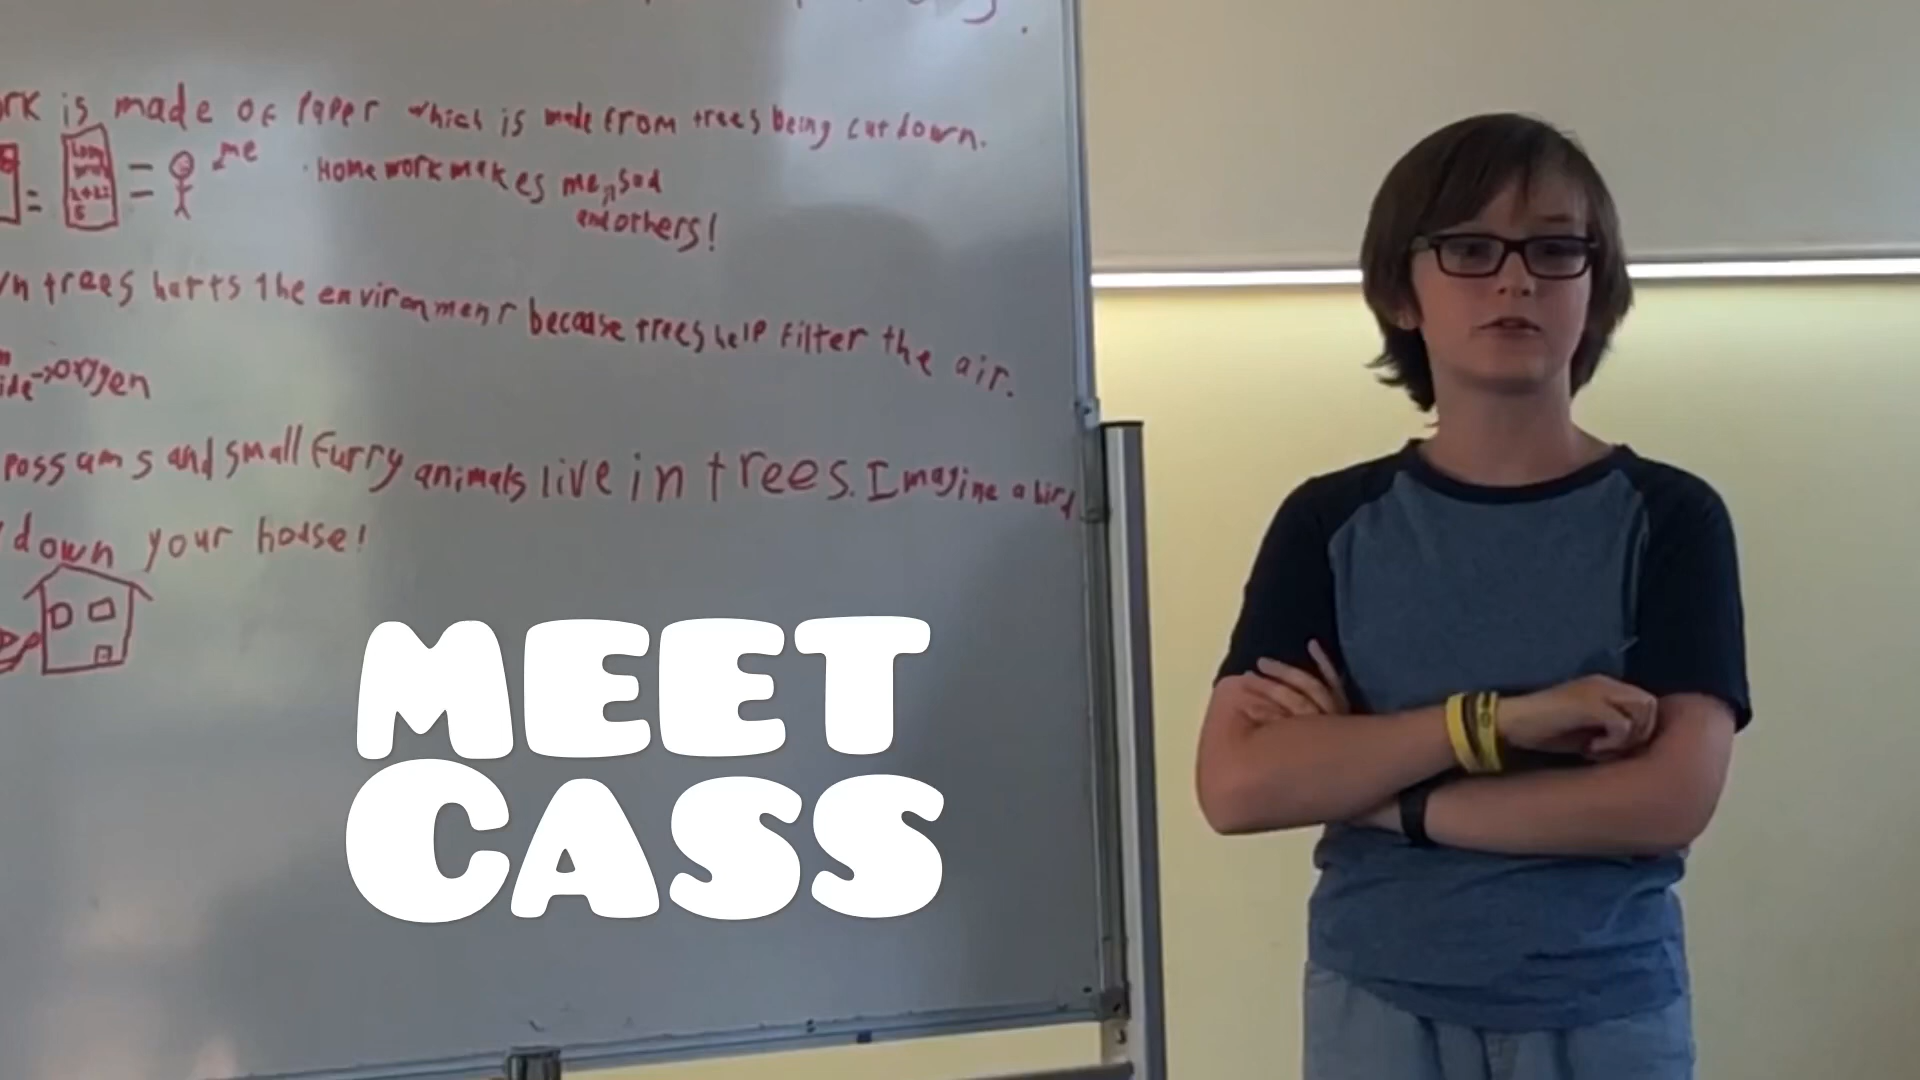 rk is made of paper which is made from trees being cut down.
me
Home work makes me, sad
and others!
n trees hurts the environment because trees help filter the air.
ide->oxygen
possams and small furry animals live in trees. Imagine a bird
down your house!
MEET
CASS